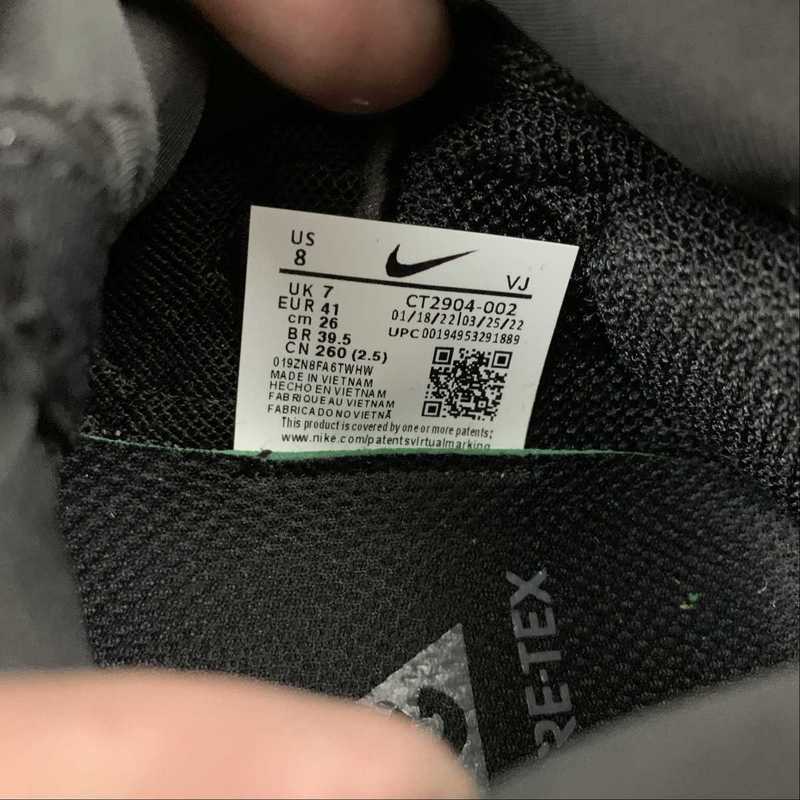 US
8
VJ
UK 7
EUR 41
cm 26
BR 39.5
CN 260 (2.5)
CT2904-002
01/18/22|03/25/22
UPC00194953291889
019ZN8FA6TWHW
MADE IN VIETNAM
HECHO EN VIETNAM
FABRIQUE AU VIETNAM
FABRICADO NO VIETNÃ
This product is covered by one or more patents;
www.nike.com/patentsvirtualmarking
RE-TEX